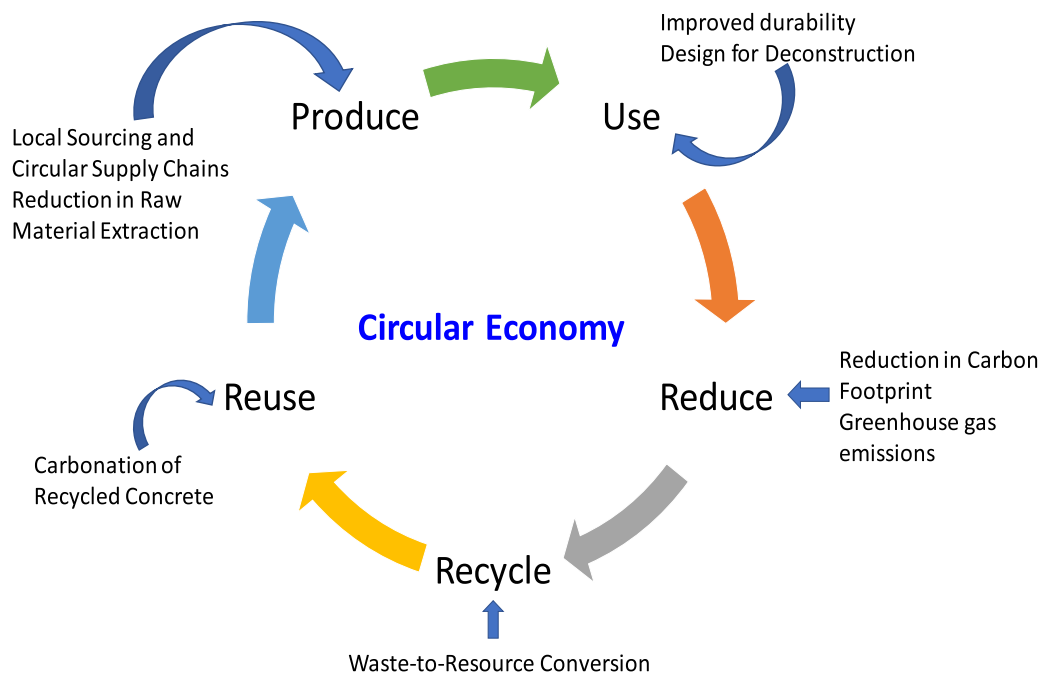 Improved durability
Design for Deconstruction
Produce
Use
Local Sourcing and
Circular Supply Chains
Reduction in Raw
Material Extraction
Circular Economy
Reduction in Carbon
Footprint
Greenhouse gas
emissions
Reduce
Reuse
Carbonation of
Recycled Concrete
Recycle
Waste-to-Resource Conversion